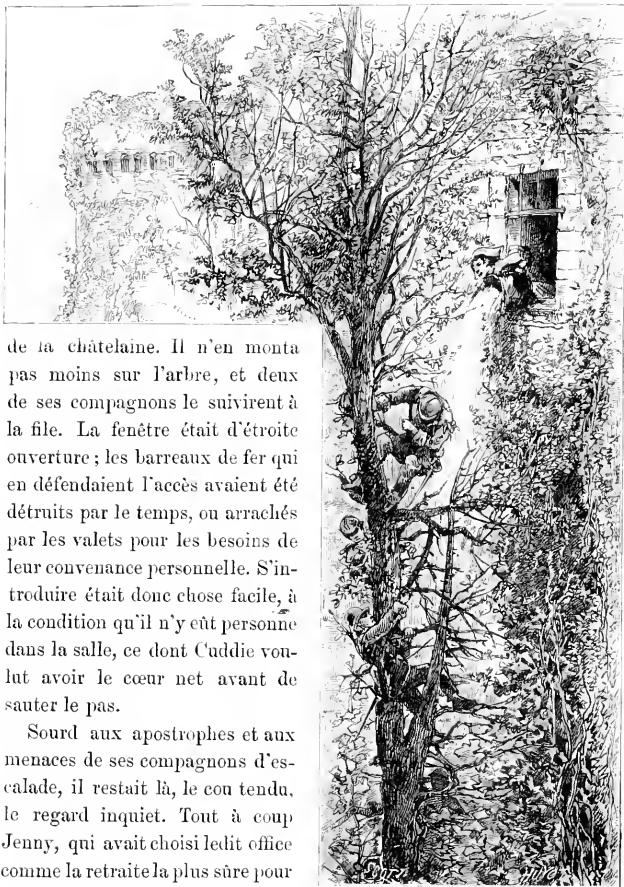 de la châtelaine. Il n'en monta
pas moins sur l'arbre, et deux
de ses compagnons le suivirent à
la file. La fenêtre était d'étroite
ouverture ; les barreaux de fer qui
en défendaient l'accès avaient été
détruits par le temps, ou arrachés
par les valets pour les besoins de
leur convenance personnelle. S'in-
troduire était donc chose facile, à
la condition qu'il n'y eût personne
dans la salle, ce dont Cuddie vou-
lut avoir le cœur net avant de
sauter le pas.
Sourd aux apostrophes et aux
menaces de ses compagnons d'es-
calade, il restait là, le cou tendu,
le regard inquiet. Tout à coup
Jenny, qui avait choisi ledit office
comme la retraite la plus sûre pour